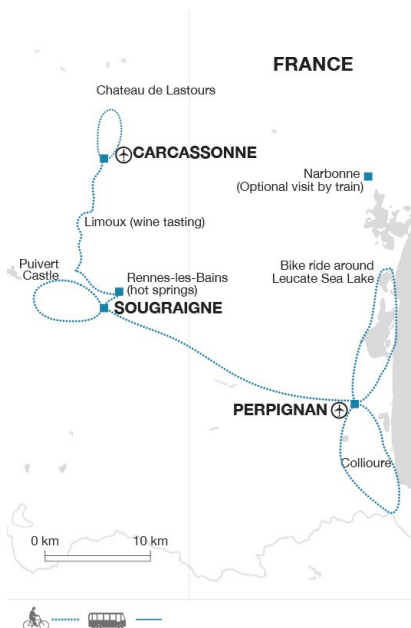 FRANCE
Chateau de Lastours
CARCASSONNE
Narbonne
(Optional visit by train)
Limoux (wine tasting)
Puivert
Castle
Rennes-les-Bains
(hot springs)
Bike ride around
Leucate Sea Lake
SOUGRAIGNE
PERPIGNAN
Collioure
0 km
10 km